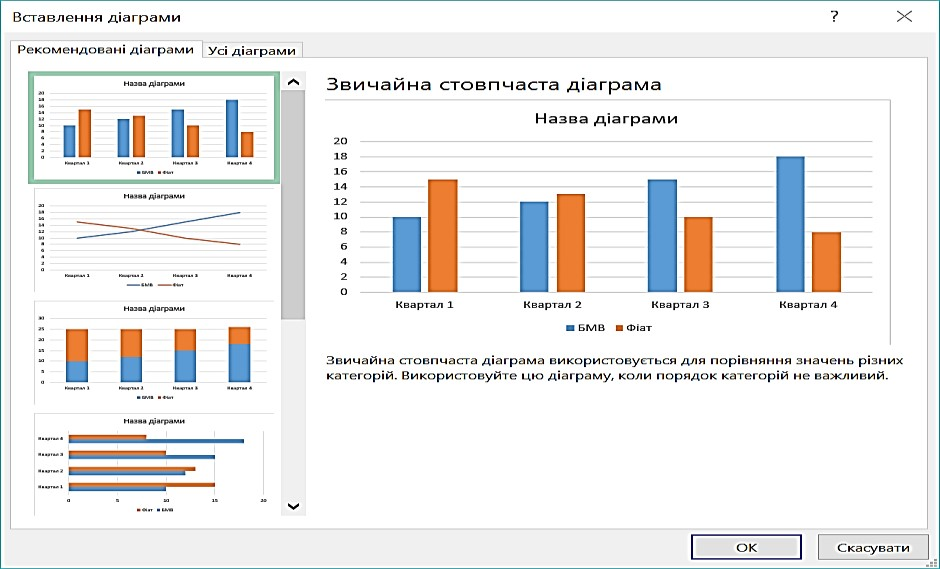 Вставлення діаграми
?
Рекомендовані діаграми
Усі діаграми
Назва діаграми
20
18
16
14
12
10
8
6
4
2
0
Квартал 1 Квартал 2 Квартал 3 Квартал 4
БМВ Фіат
Назва діаграми
20
18
16
14
12
10
8
6
4
2
0
Квартал 1 Квартал 2 Квартал 3 Квартал 4
БМВ Фіат
Назва діаграми
30
25
20
15
10
5
0
Квартал 1 Квартал 2 Квартал 3 Квартал 4
БМВ Фіат
Назва діаграми
Квартал 4
Квартал 3
Квартал 2
Квартал 1
0 5 10 15 20
Фіат БМВ
Звичайна стовпчаста діаграма
Назва діаграми
20
18
16
14
12
10
8
6
4
2
0
Квартал 1 Квартал 2 Квартал 3 Квартал 4
БМВ Фіат
Звичайна стовпчаста діаграма використовується для порівняння значень різних
категорій. Використовуйте цю діаграму, коли порядок категорій не важливий.
ОК
Скасувати